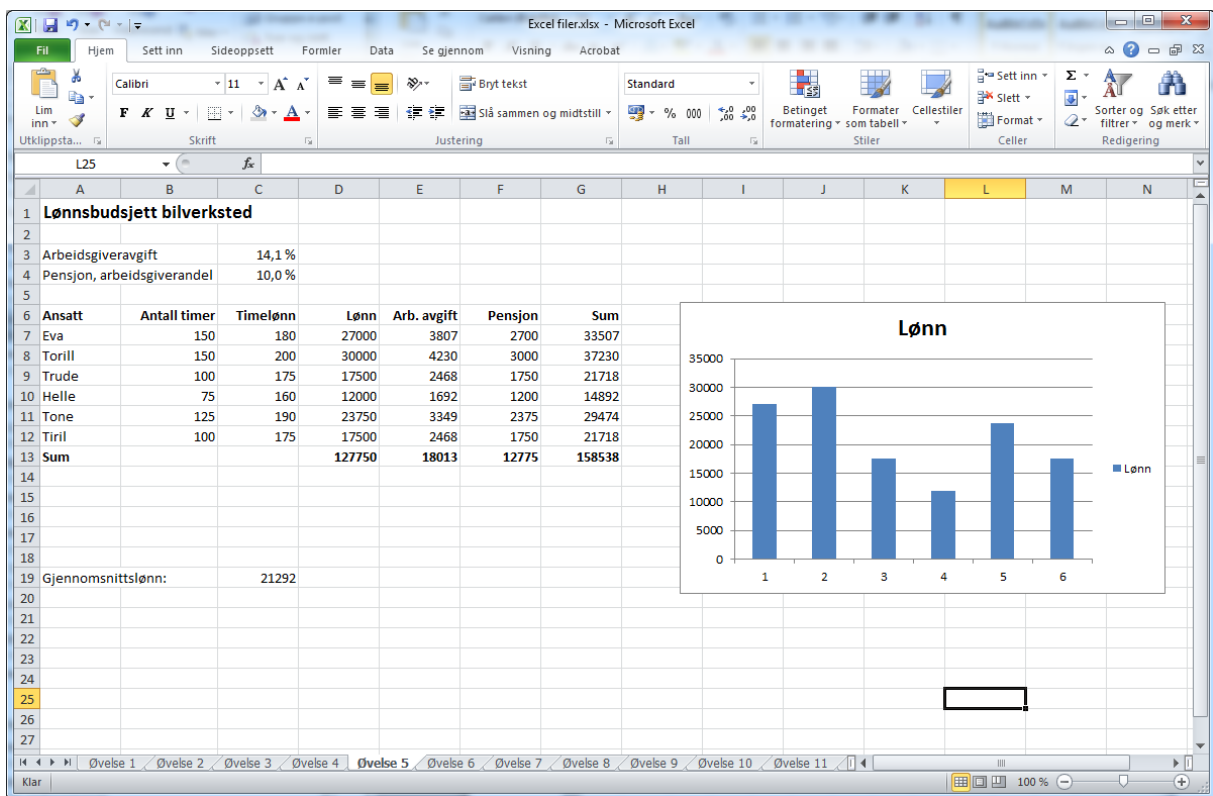 Excel filer.xlsx - Microsoft Excel
Fil Hjem Sett inn Sideoppsett Formler Data Se gjennom Visning Acrobat
Lim inn
Calibri 11 A A
Bryt tekst
Standard
F K U A
Slå sammen og midtstill
% 000 ,00 ,0
Betinget formatering
Formater som tabell
Cellestiler
Sett inn
Slett
Format
Σ
Sorter og filtrer
Søk etter og merk
Utklippsta... Skrift Justering Tall Stiler Celler Redigering
L25 fx
A B C D E F G H I J K L M N
1 Lønnsbudsjett bilverksted
2
3 Arbeidsgiveravgift 14,1 %
4 Pensjon, arbeidsgiverandel 10,0 %
5
6 Ansatt Antall timer Timelønn Lønn Arb. avgift Pensjon Sum
7 Eva 150 180 27000 3807 2700 33507
8 Torill 150 200 30000 4230 3000 37230
9 Trude 100 175 17500 2468 1750 21718
10 Helle 75 160 12000 1692 1200 14892
11 Tone 125 190 23750 3349 2375 29474
12 Tiril 100 175 17500 2468 1750 21718
13 Sum 127750 18013 12775 158538
14
15
16
17
18
19 Gjennomsnittslønn: 21292
20
21
22
23
24
25
26
27
Lønn
35000
30000
25000
20000
15000
10000
5000
0
1 2 3 4 5 6
Lønn
Øvelse 1 Øvelse 2 Øvelse 3 Øvelse 4 Øvelse 5 Øvelse 6 Øvelse 7 Øvelse 8 Øvelse 9 Øvelse 10 Øvelse 11
Klar 100 %